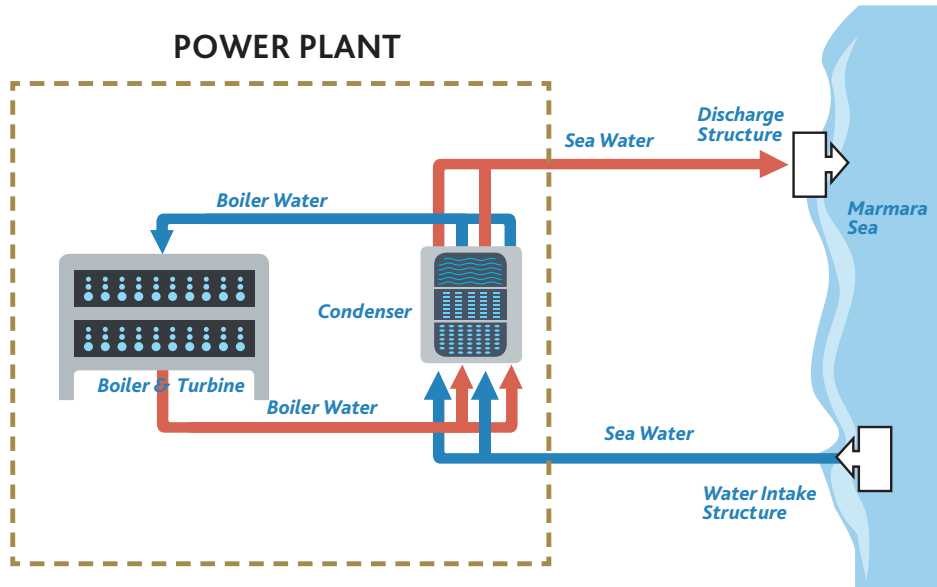 POWER PLANT
Discharge
Structure
Sea Water
Boiler Water
Marmara
Sea
Condenser
Boiler & Turbine
Boiler Water
Sea Water
Water Intake
Structure